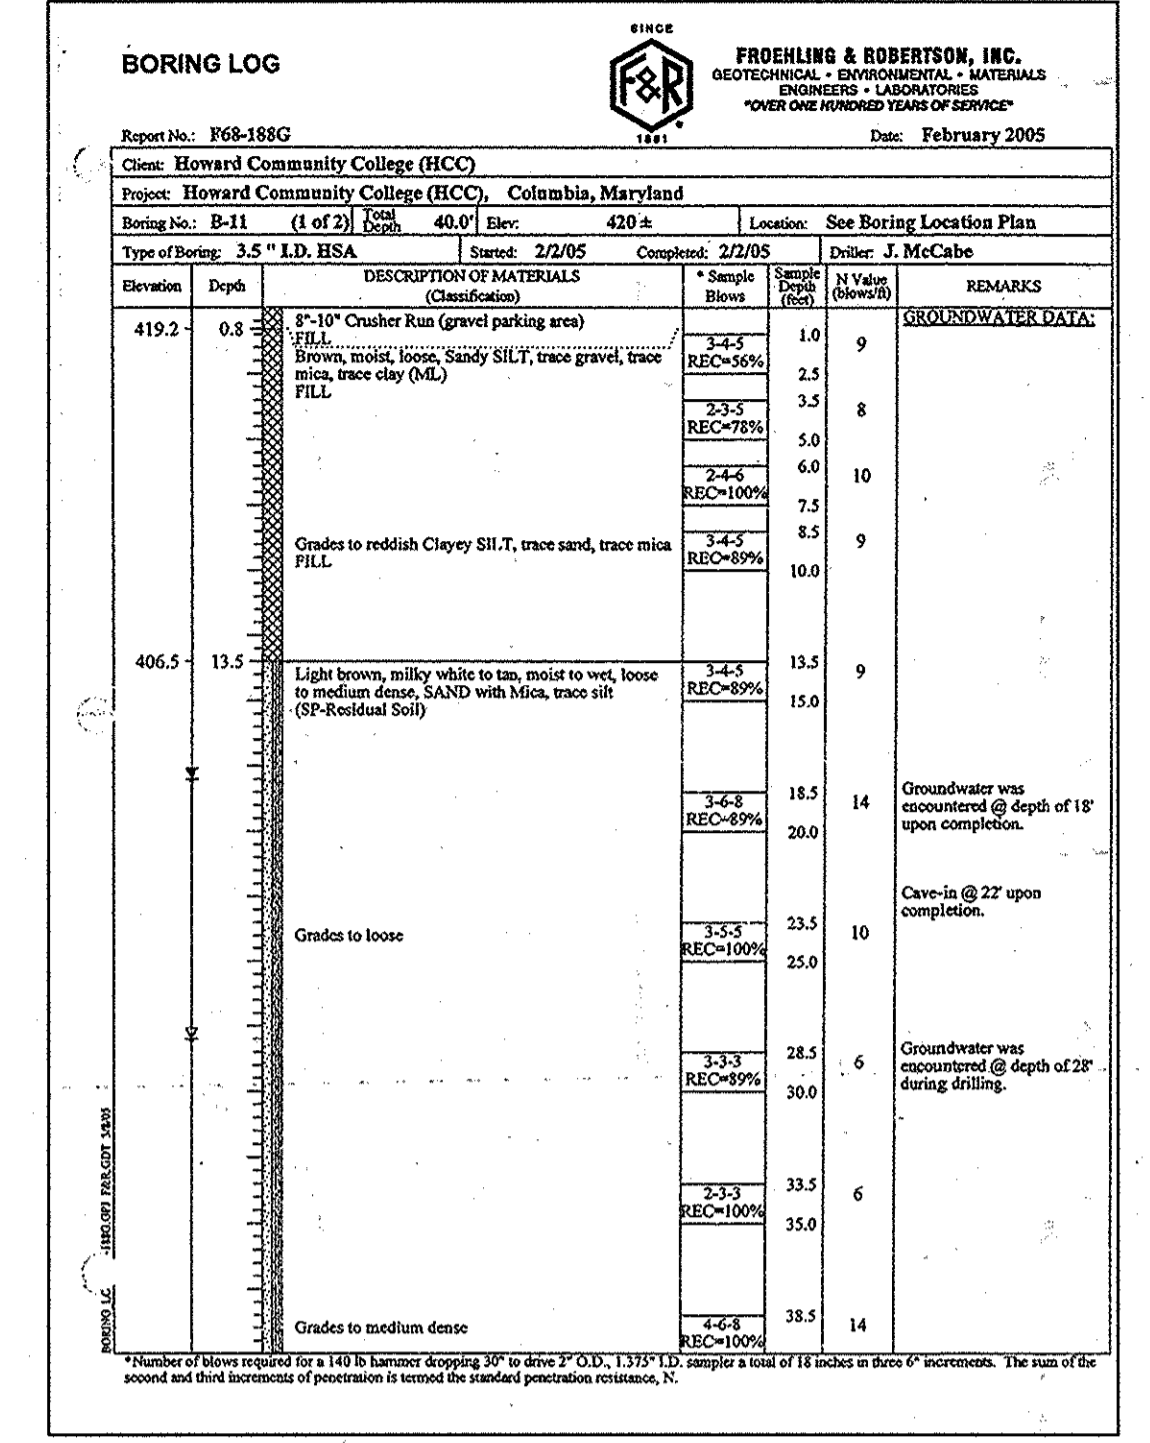 SINCE
BORING LOG
F&R
FROEHLING & ROBERTSON, INC.
GEOTECHNICAL • ENVIRONMENTAL • MATERIALS
ENGINEERS • LABORATORIES
"OVER ONE HUNDRED YEARS OF SERVICE"
1881
Report No.: F68-188G
Date: February 2005
Client: Howard Community College (HCC)
Project: Howard Community College (HCC), Columbia, Maryland
Boring No.: B-11 (1 of 2) Total Depth 40.0' Elev: 420 ± Location: See Boring Location Plan
Type of Boring: 3.5 " I.D. HSA Started: 2/2/05 Completed: 2/2/05 Driller: J. McCabe
Elevation Depth DESCRIPTION OF MATERIALS (Classification) * Sample Blows Sample Depth (feet) N Value (blows/ft) REMARKS
GROUNDWATER DATA:
419.2 0.8
8"-10" Crusher Run (gravel parking area)
FILL
Brown, moist, loose, Sandy SILT, trace gravel, trace
mica, trace clay (ML)
FILL
1.0
3-4-5 9
REC=56%
2.5
3.5
2-3-5 8
REC=78%
5.0
6.0
2-4-6 10
REC=100%
7.5
8.5
Grades to reddish Clayey SILT, trace sand, trace mica
FILL
3-4-5 9
REC=89%
10.0
406.5 13.5
Light brown, milky white to tan, moist to wet, loose
to medium dense, SAND with Mica, trace silt
(SP-Residual Soil)
13.5
3-4-5 9
REC=89%
15.0
18.5
3-6-8 14
REC=89%
20.0
Groundwater was
encountered @ depth of 18'
upon completion.
Cave-in @ 22' upon
completion.
Grades to loose
23.5
3-5-5 10
REC=100%
25.0
28.5
3-3-3 6
REC=89%
30.0
Groundwater was
encountered @ depth of 28'
during drilling.
33.5
2-3-3 6
REC=100%
35.0
Grades to medium dense
38.5
4-6-8 14
REC=100%
F&R.GDT 3/8/05
*Number of blows required for a 140 lb hammer dropping 30" to drive 2" O.D., 1.375" I.D. sampler a total of 18 inches in three 6" increments. The sum of the
second and third increments of penetration is termed the standard penetration resistance, N.